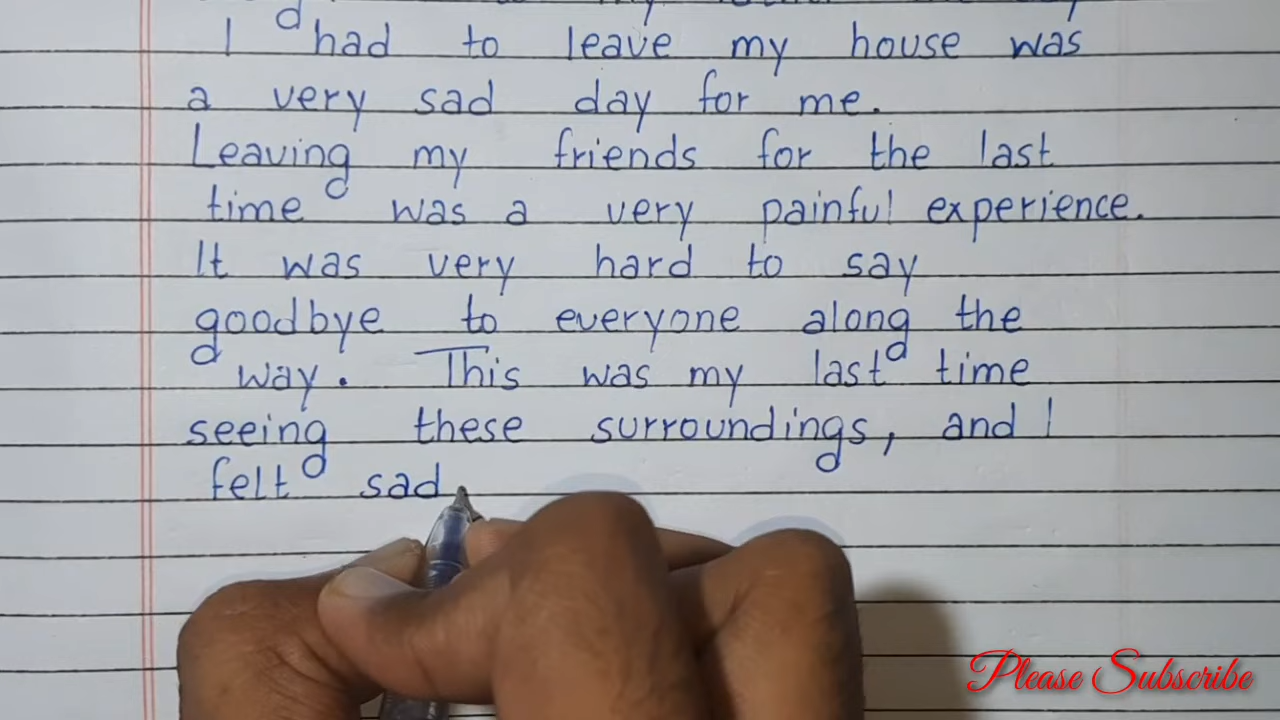 I had to leave my house was
a very sad day for me.
Leaving my friends for the last
time was a very painful experience.
It was very hard to say
goodbye to everyone along the
way. This was my last time
seeing these surroundings, and I
felt sad
Please Subscribe